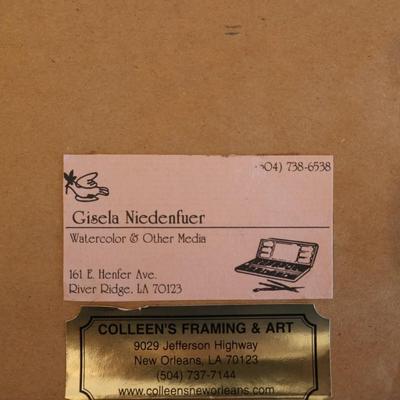 504) 738-6538
Gisela Niedenfuer
Watercolor & Other Media
161 E. Henfer Ave.
River Ridge, LA 70123
COLLEEN'S FRAMING & ART
9029 Jefferson Highway
New Orleans, LA 70123
(504) 737-7144
www.colleensneworleans.com